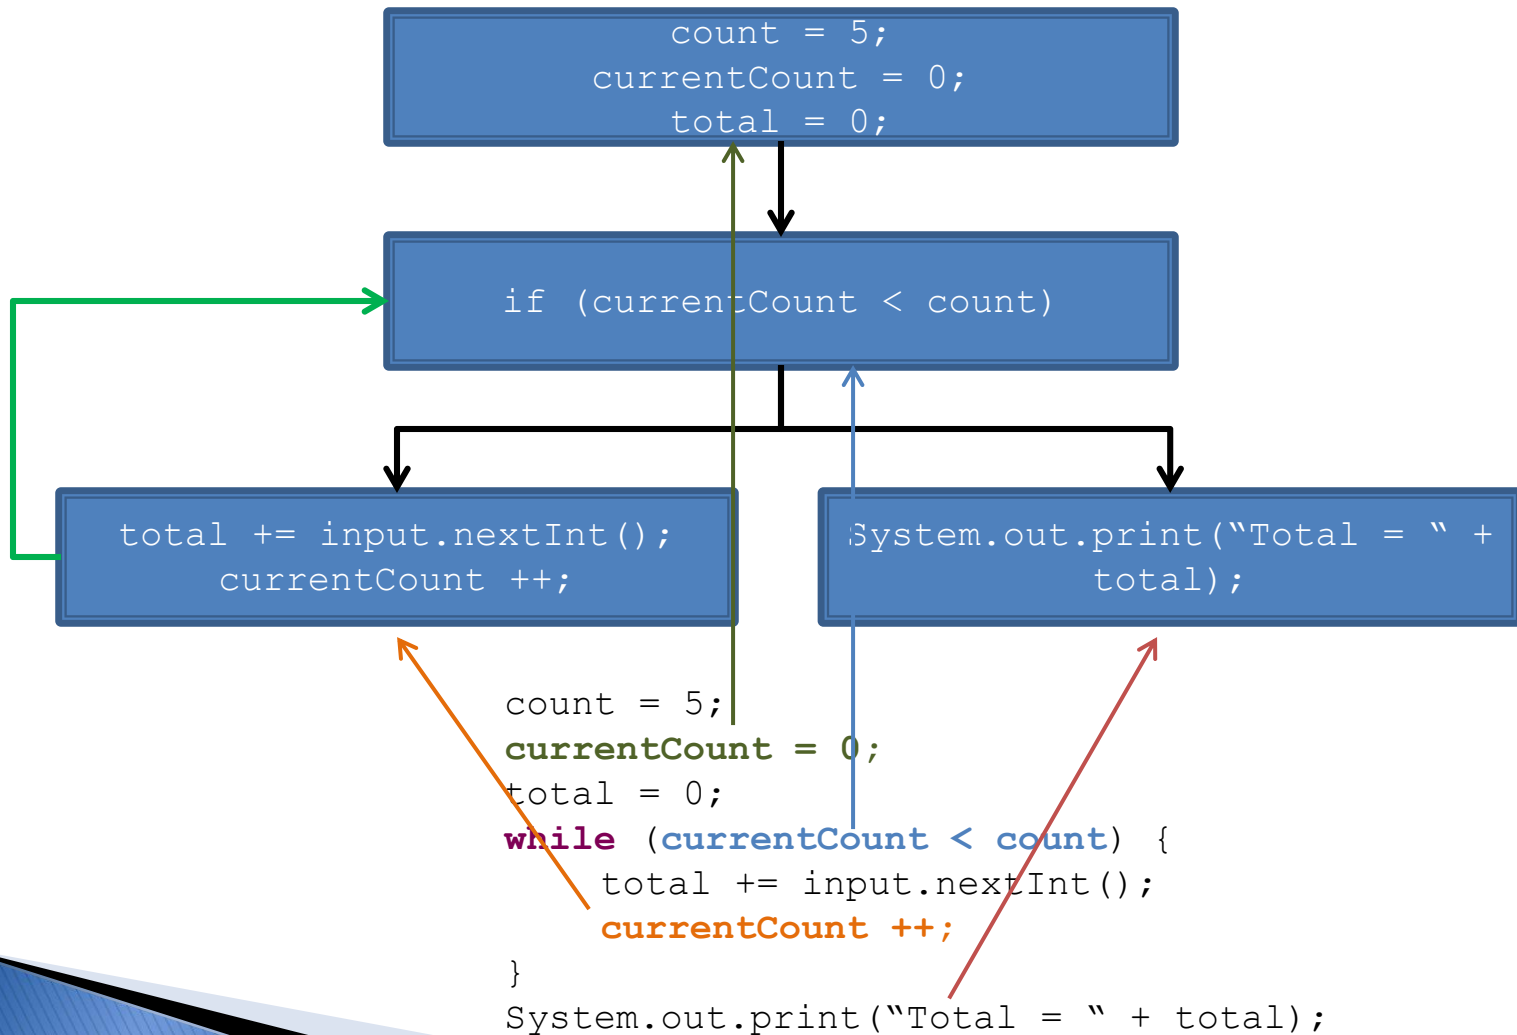 count = 5;
currentCount = 0;
total = 0;
if (currentCount < count)
total += input.nextInt();
currentCount ++;
System.out.print(“Total = “ +
total);
count = 5;
currentCount = 0;
total = 0;
while (currentCount < count) {
total += input.nextInt();
currentCount ++;
}
System.out.print(“Total = “ + total);